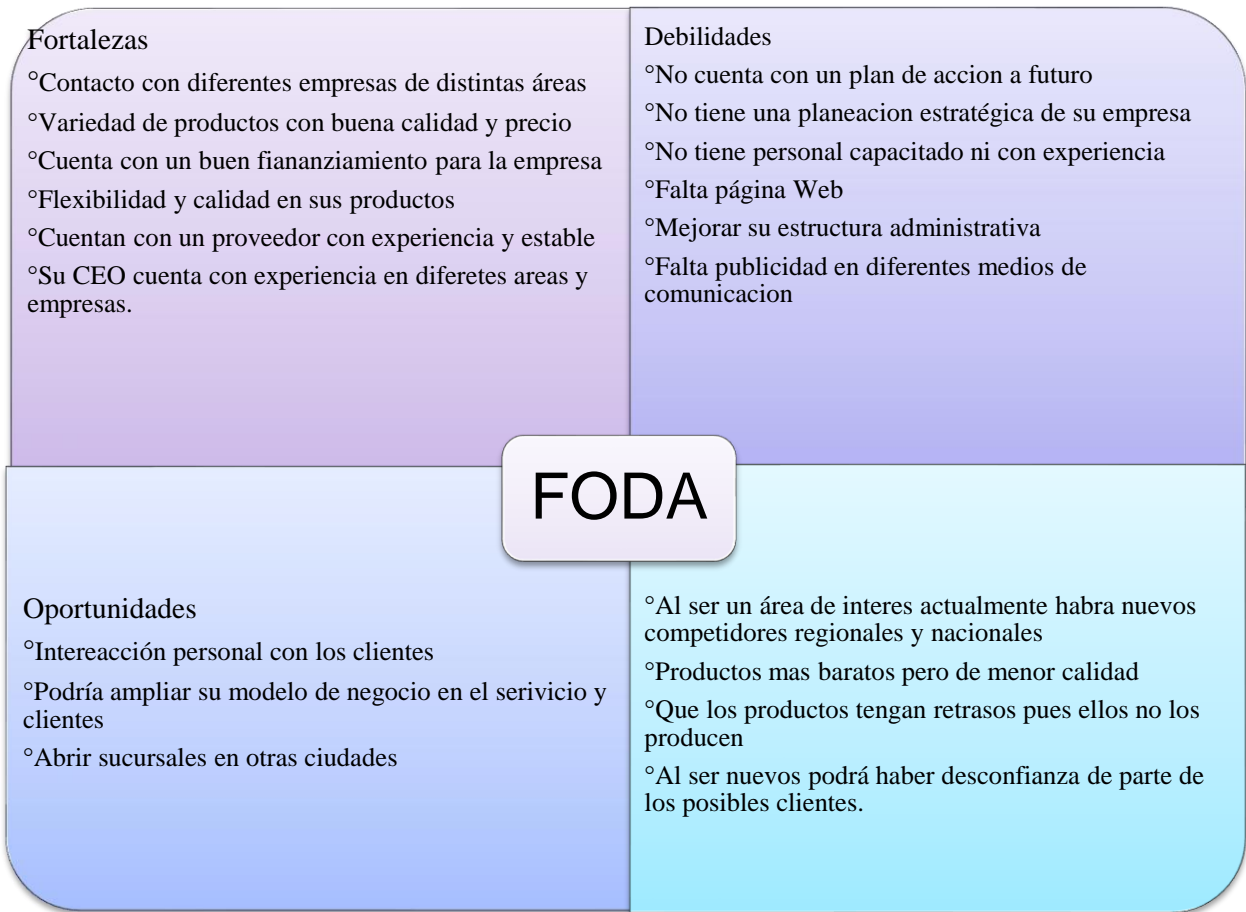 Fortalezas
°Contacto con diferentes empresas de distintas áreas
°Variedad de productos con buena calidad y precio
°Cuenta con un buen fiananziamiento para la empresa
°Flexibilidad y calidad en sus productos
°Cuentan con un proveedor con experiencia y estable
°Su CEO cuenta con experiencia en diferetes areas y
empresas.
Debilidades
°No cuenta con un plan de accion a futuro
°No tiene una planeacion estratégica de su empresa
°No tiene personal capacitado ni con experiencia
°Falta página Web
°Mejorar su estructura administrativa
°Falta publicidad en diferentes medios de
comunicacion
FODA
Oportunidades
°Intereacción personal con los clientes
°Podría ampliar su modelo de negocio en el serivicio y
clientes
°Abrir sucursales en otras ciudades
°Al ser un área de interes actualmente habra nuevos
competidores regionales y nacionales
°Productos mas baratos pero de menor calidad
°Que los productos tengan retrasos pues ellos no los
producen
°Al ser nuevos podrá haber desconfianza de parte de
los posibles clientes.